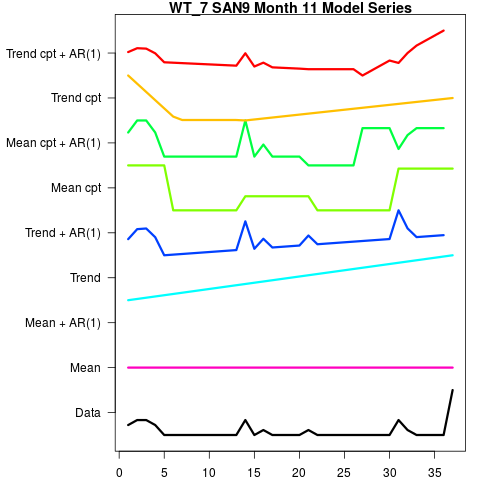 WT_7 SAN9 Month 11 Model Series
Trend cpt + AR(1)
Trend cpt
Mean cpt + AR(1)
Mean cpt
Trend + AR(1)
Trend
Mean + AR(1)
Mean
Data
0 5 10 15 20 25 30 35